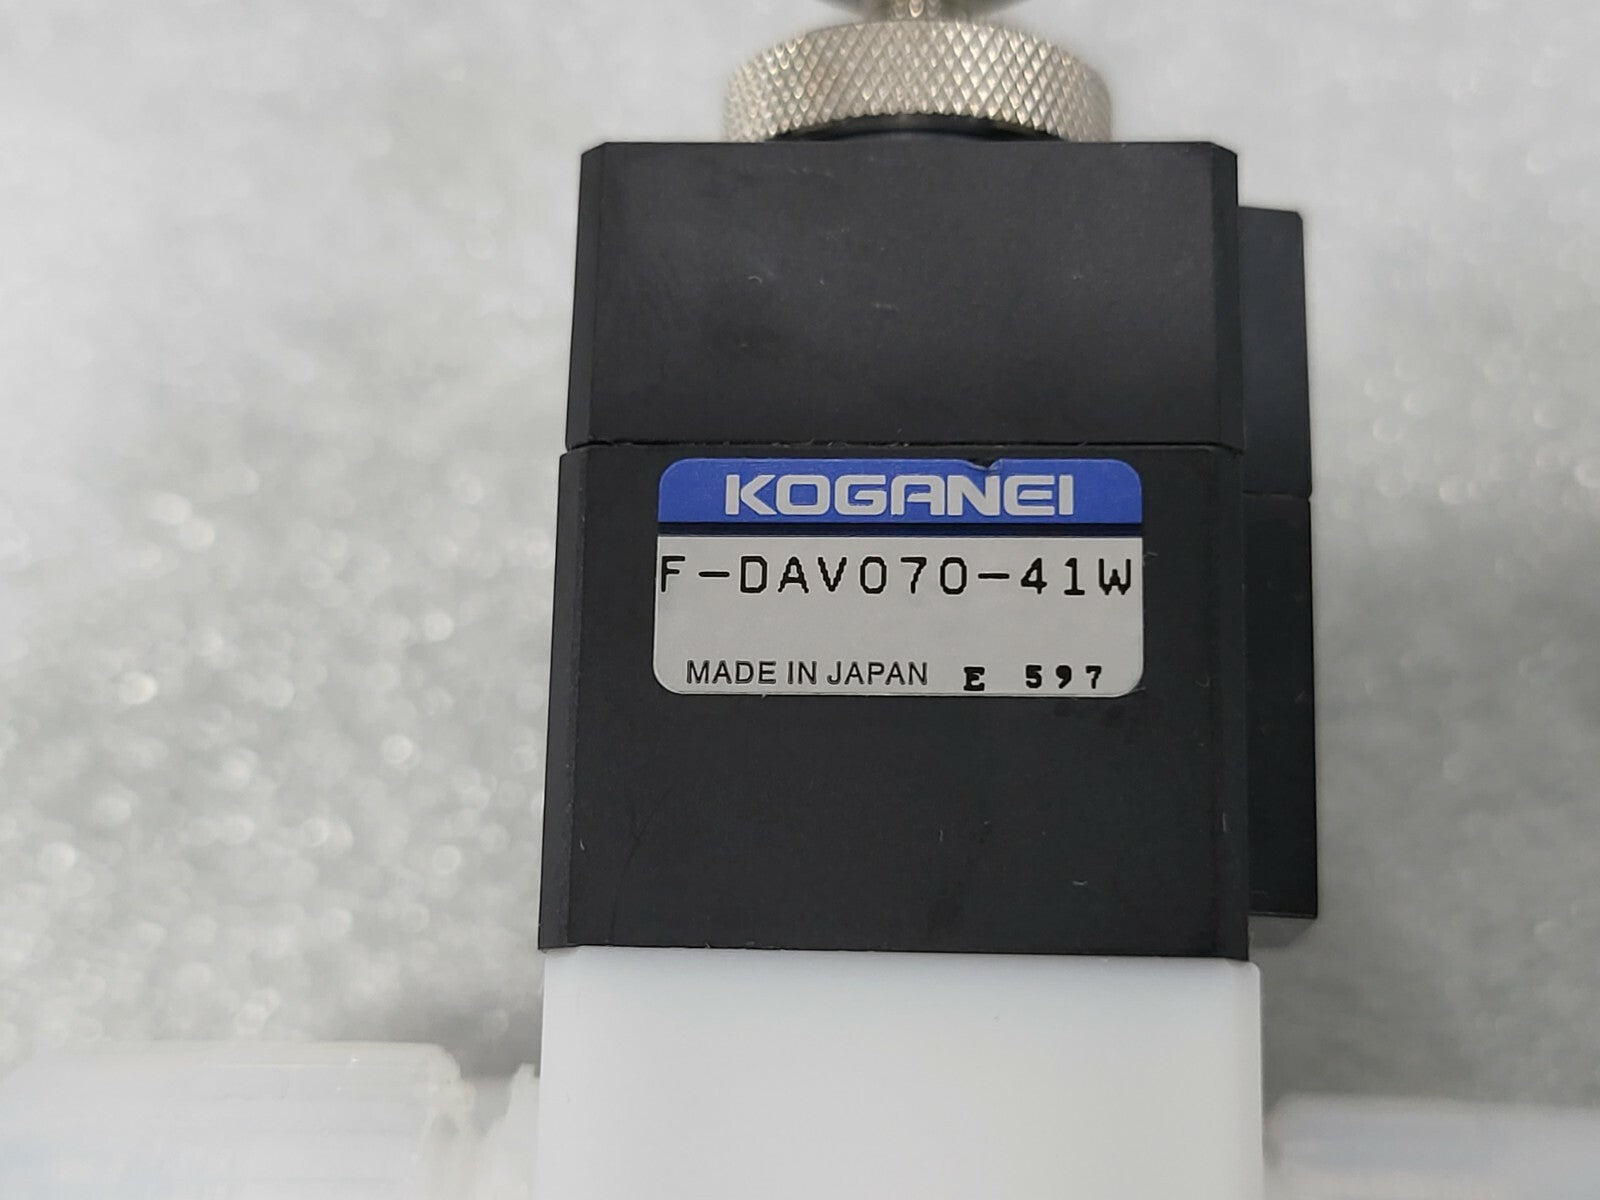 KOGANEI
F-DAV070-41W
MADE IN JAPAN E 597